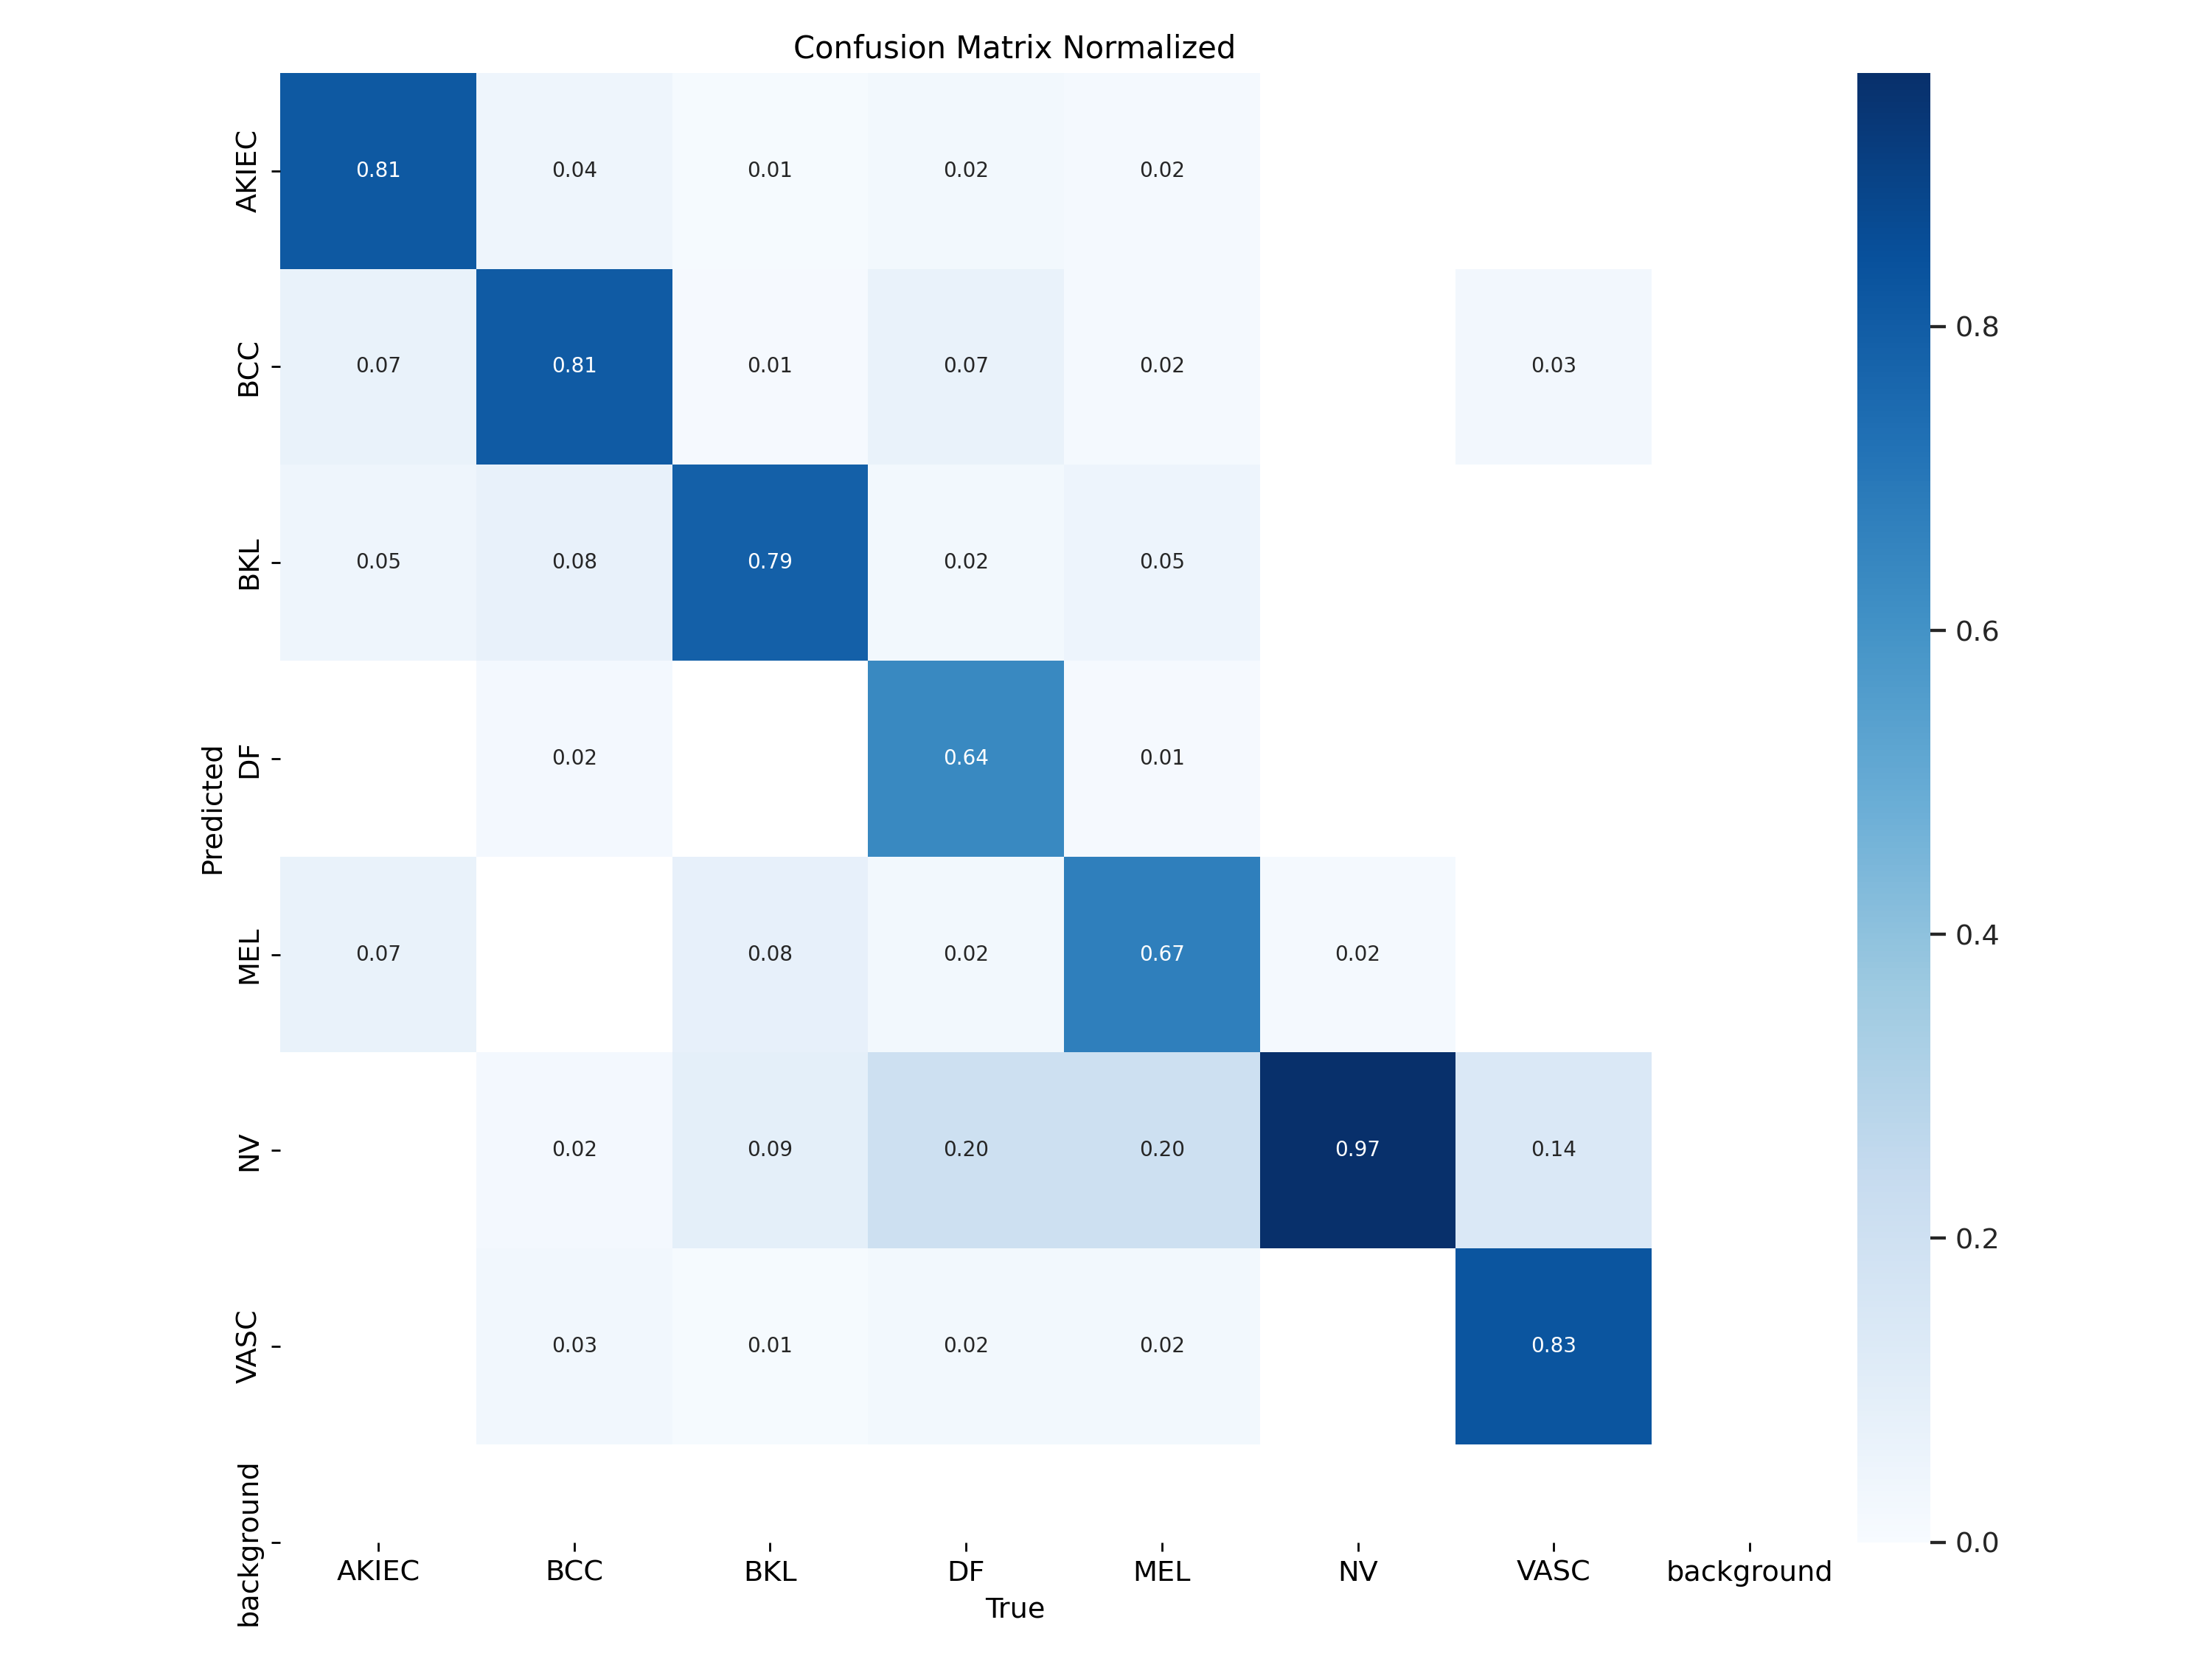 Confusion Matrix Normalized
AKIEC 0.81 0.04 0.01 0.02 0.02
BCC 0.07 0.81 0.01 0.07 0.02 0.03
BKL 0.05 0.08 0.79 0.02 0.05
DF 0.02 0.64 0.01
MEL 0.07 0.08 0.02 0.67 0.02
NV 0.02 0.09 0.20 0.20 0.97 0.14
VASC 0.03 0.01 0.02 0.02 0.83
background
Predicted
AKIEC BCC BKL DF MEL NV VASC background
True
0.8
0.6
0.4
0.2
0.0